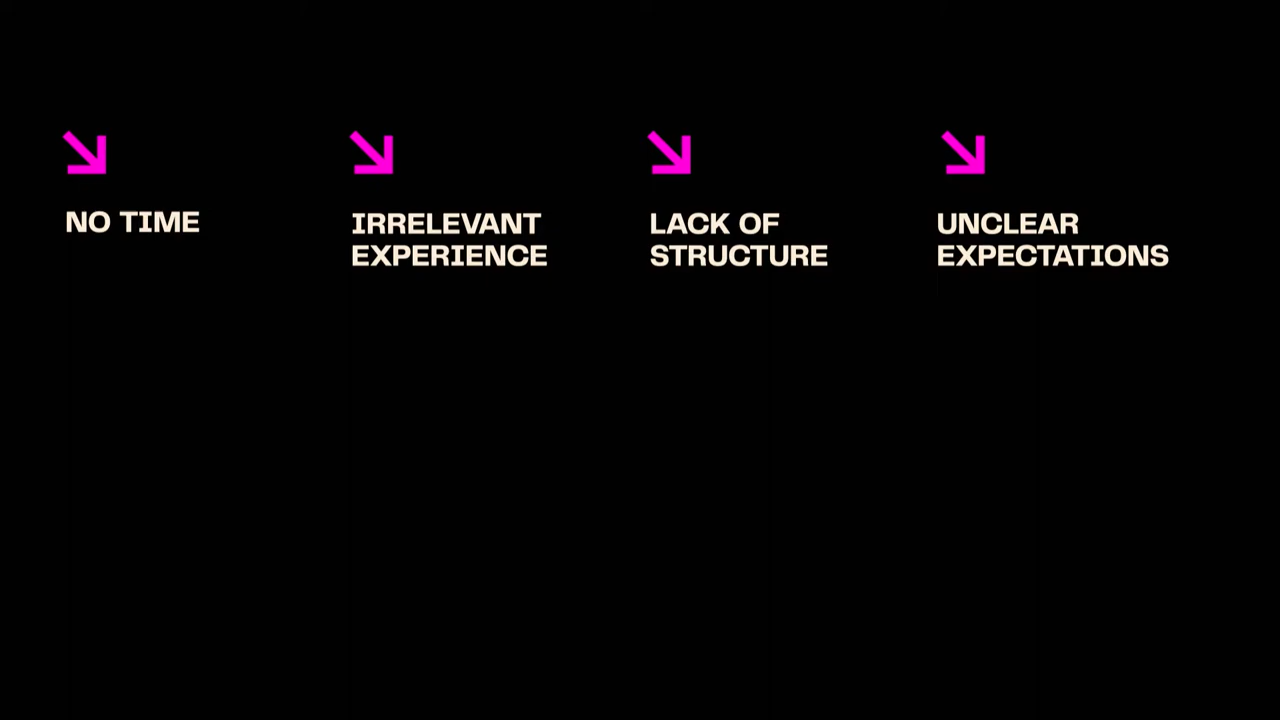 NO TIME
IRRELEVANT
EXPERIENCE
LACK OF
STRUCTURE
UNCLEAR
EXPECTATIONS